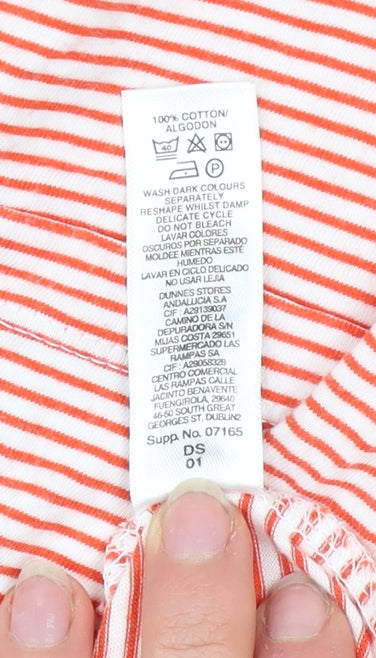 100% COTTON/
ALGODON
40
P
WASH DARK COLOURS
SEPARATELY
RESHAPE WHILST DAMP
DELICATE CYCLE
DO NOT BLEACH
LAVAR COLORES
OSCUROS POR SEPARADO
MOLDEE MIENTRAS ESTÉ
HUMEDO
LAVAR EN CICLO DELICADO
NO USAR LEJIA
DUNNES STORES
ANDALUCIA S.A
CIF: A29139037
CAMINO DE LA
DEPURADORA S/N
MIJAS COSTA 29651
SUPERMERCADO LAS
RAMPAS SA
CIF: A29058328
CENTRO COMERCIAL
LAS RAMPAS CALLE
JACINTO BENAVENTE
FUENGIROLA, 29640
46-50 SOUTH GREAT
GEORGES ST, DUBLIN2
Supp. No. 07165
DS
01